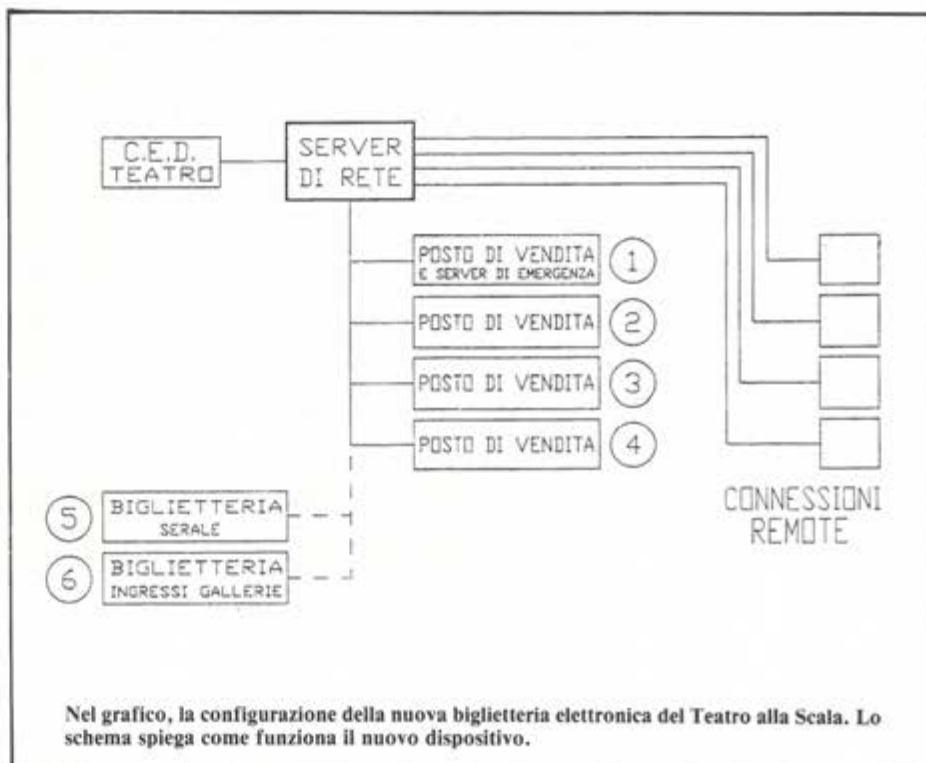 C.E.D.
TEATRO
SERVER
DI RETE
POSTO DI VENDITA
E SERVER DI EMERGENZA
1
POSTO DI VENDITA
2
POSTO DI VENDITA
3
POSTO DI VENDITA
4
5
BIGLIETTERIA
SERALE
6
BIGLIETTERIA
INGRESSI GALLERIE
CONNESSIONI
REMOTE
Nel grafico, la configurazione della nuova biglietteria elettronica del Teatro alla Scala. Lo
schema spiega come funziona il nuovo dispositivo.